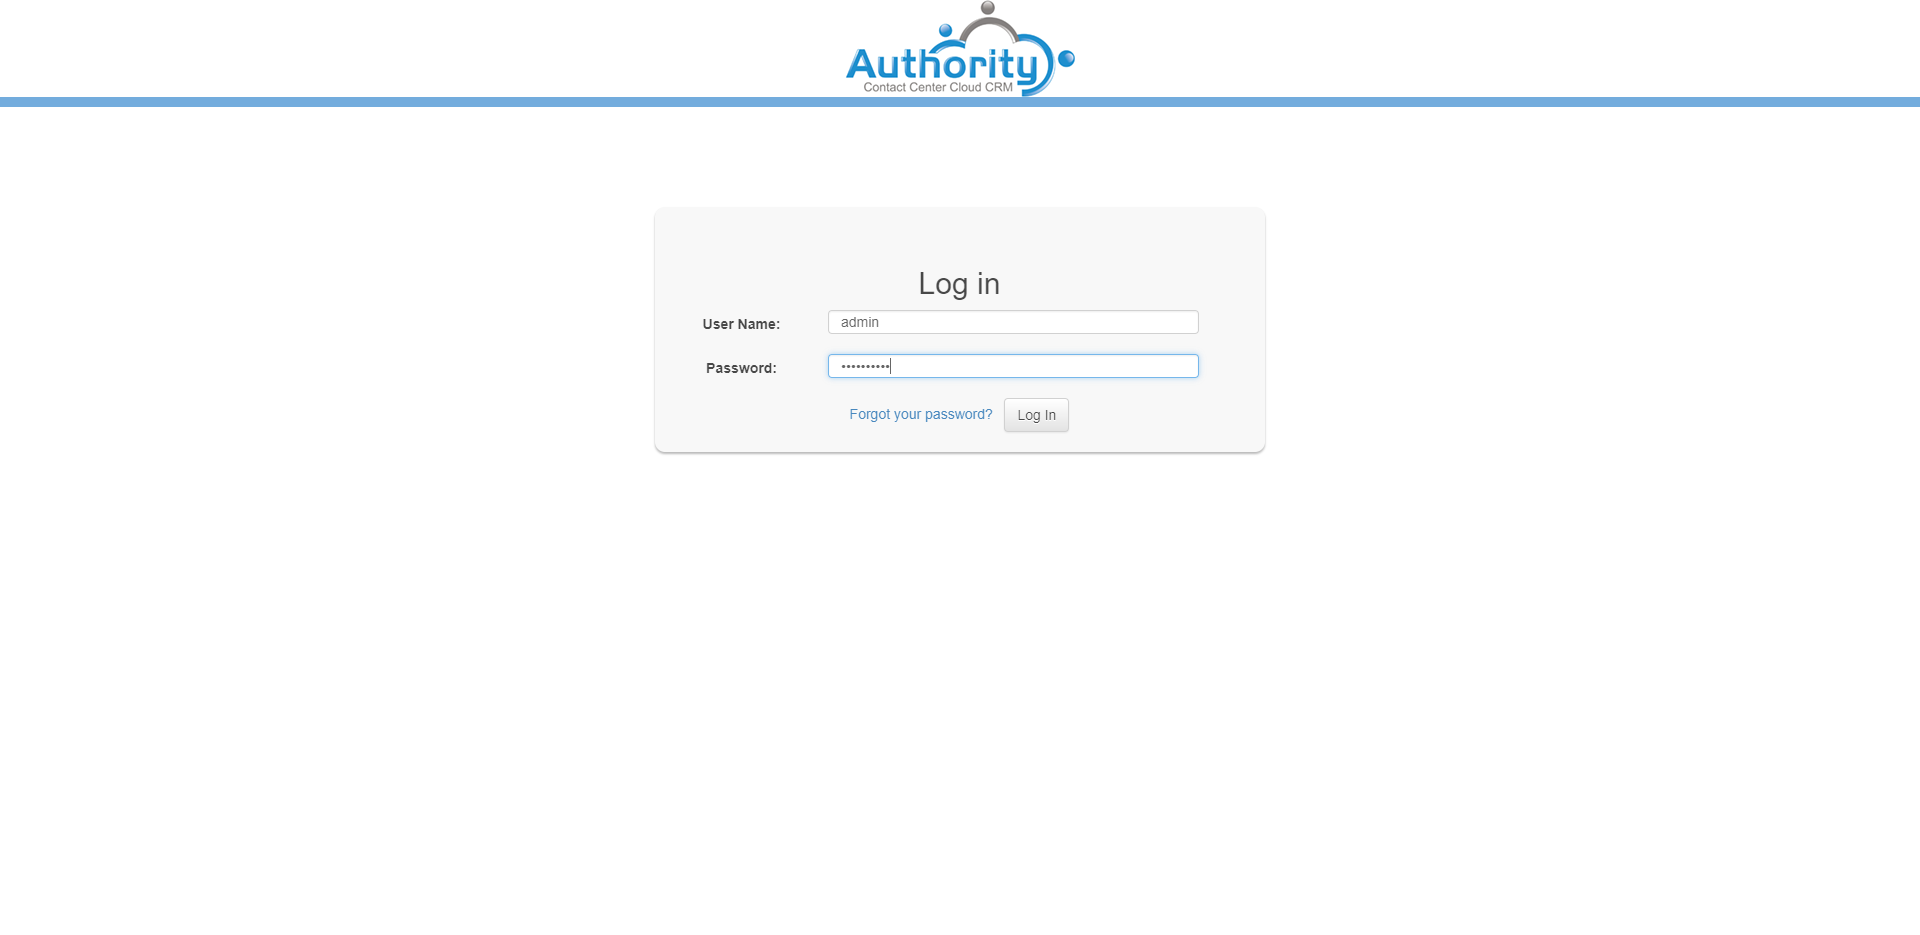 Authority
Contact Center Cloud CRM
Log in
User Name:
admin
Password:
••••••••••
Forgot your password?
Log In